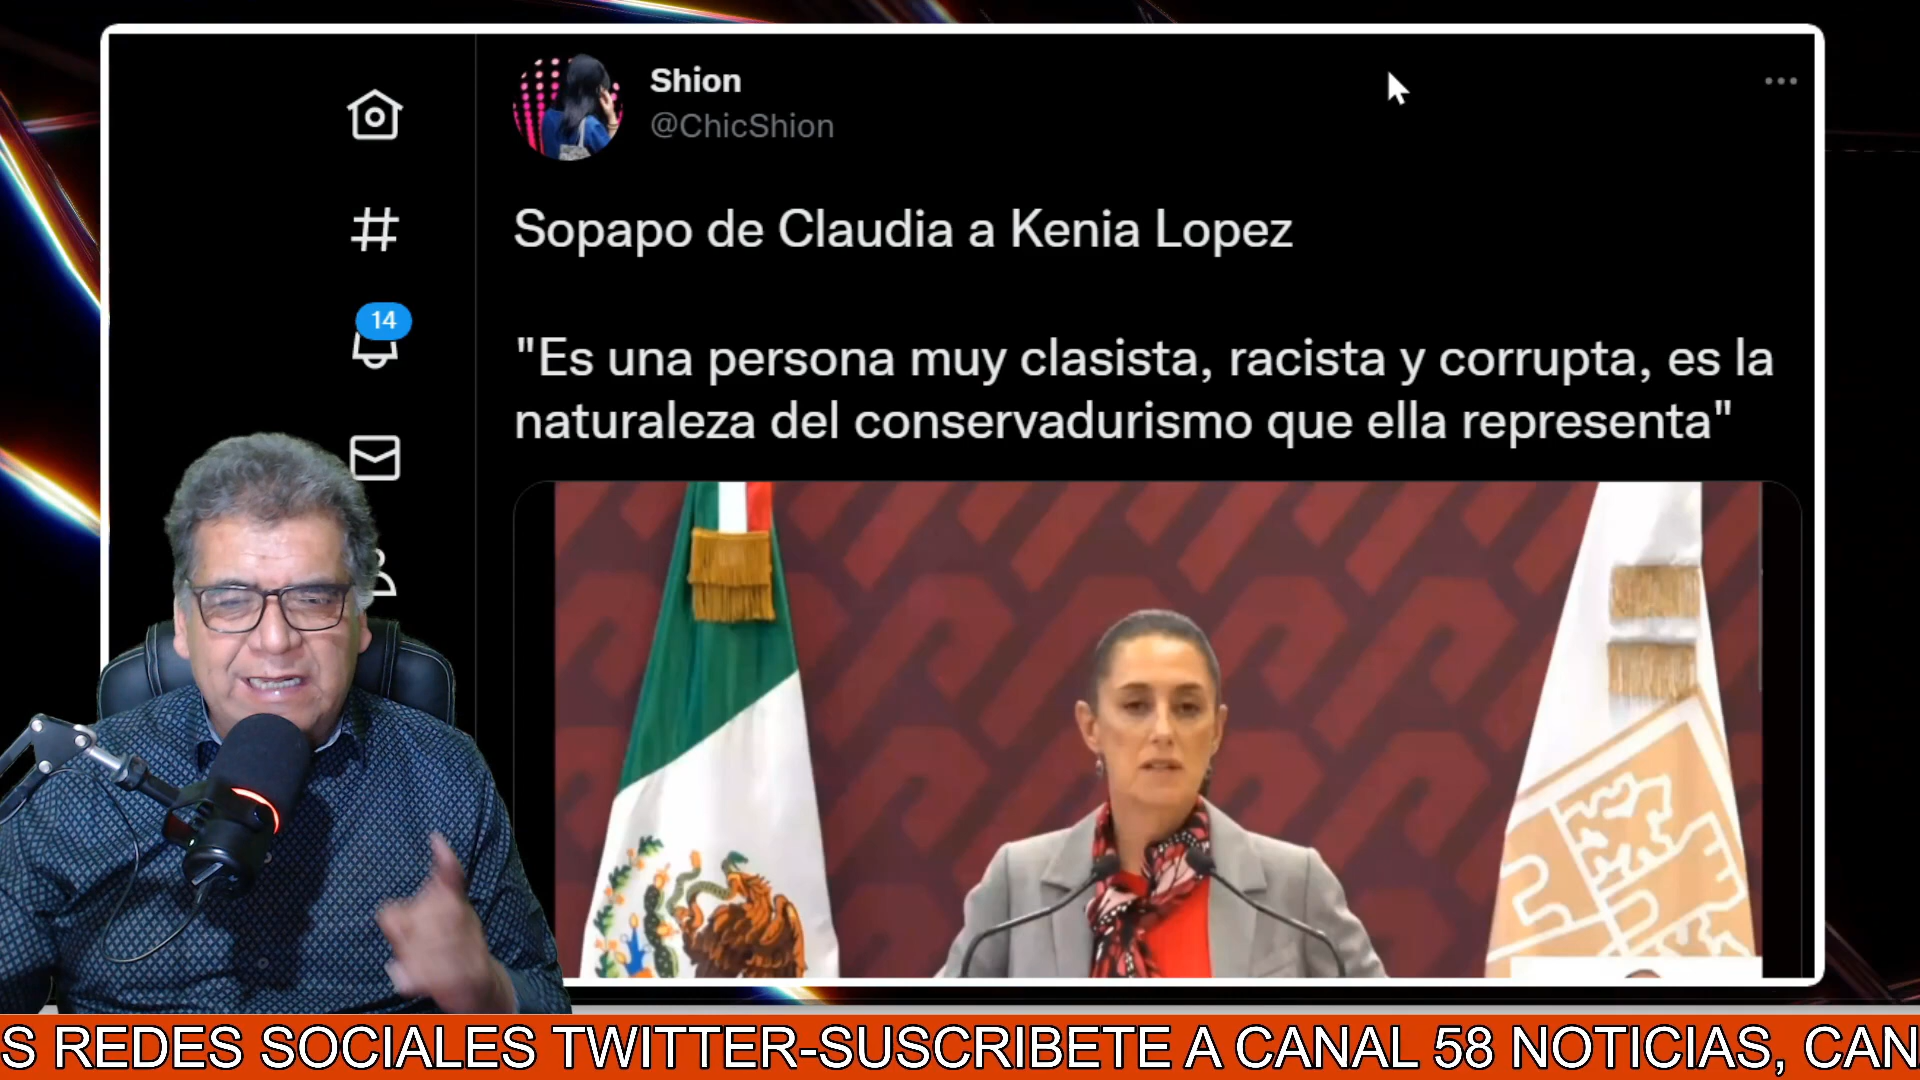 Shion
@ChicShion
Sopapo de Claudia a Kenia Lopez
"Es una persona muy clasista, racista y corrupta, es la
naturaleza del conservadurismo que ella representa"
14
S REDES SOCIALES TWITTER-SUSCRIBETE A CANAL 58 NOTICIAS, CAN